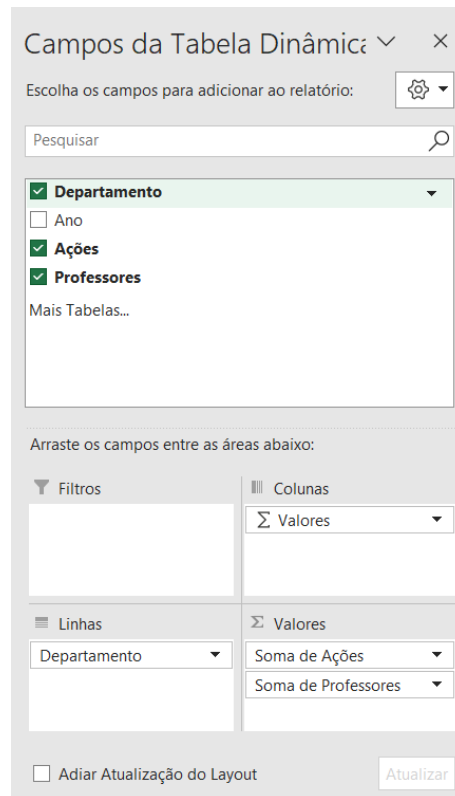 Campos da Tabela Dinâmica
Escolha os campos para adicionar ao relatório:
Pesquisar
Departamento
Ano
Ações
Professores
Mais Tabelas...
Arraste os campos entre as áreas abaixo:
Filtros
Colunas
Σ Valores
Linhas
Σ Valores
Departamento
Soma de Ações
Soma de Professores
Adiar Atualização do Layout
Atualizar